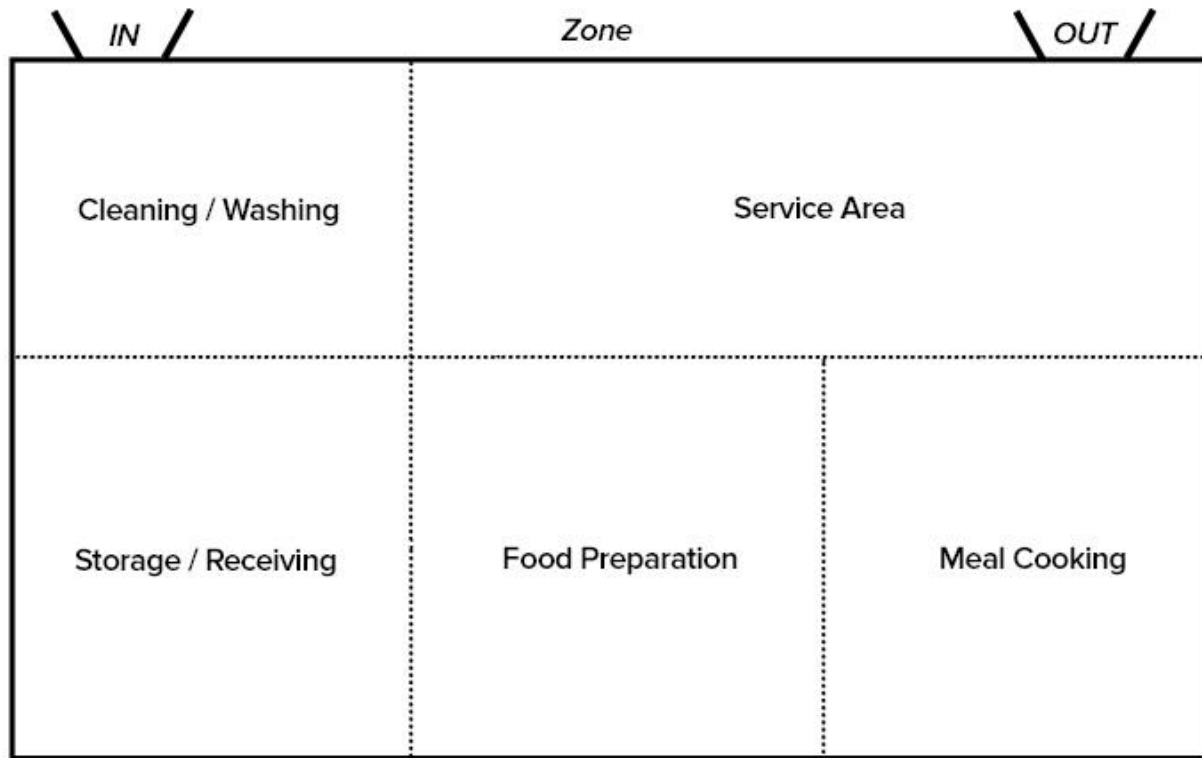 IN
Zone
OUT
Cleaning / Washing
Service Area
Storage / Receiving
Food Preparation
Meal Cooking